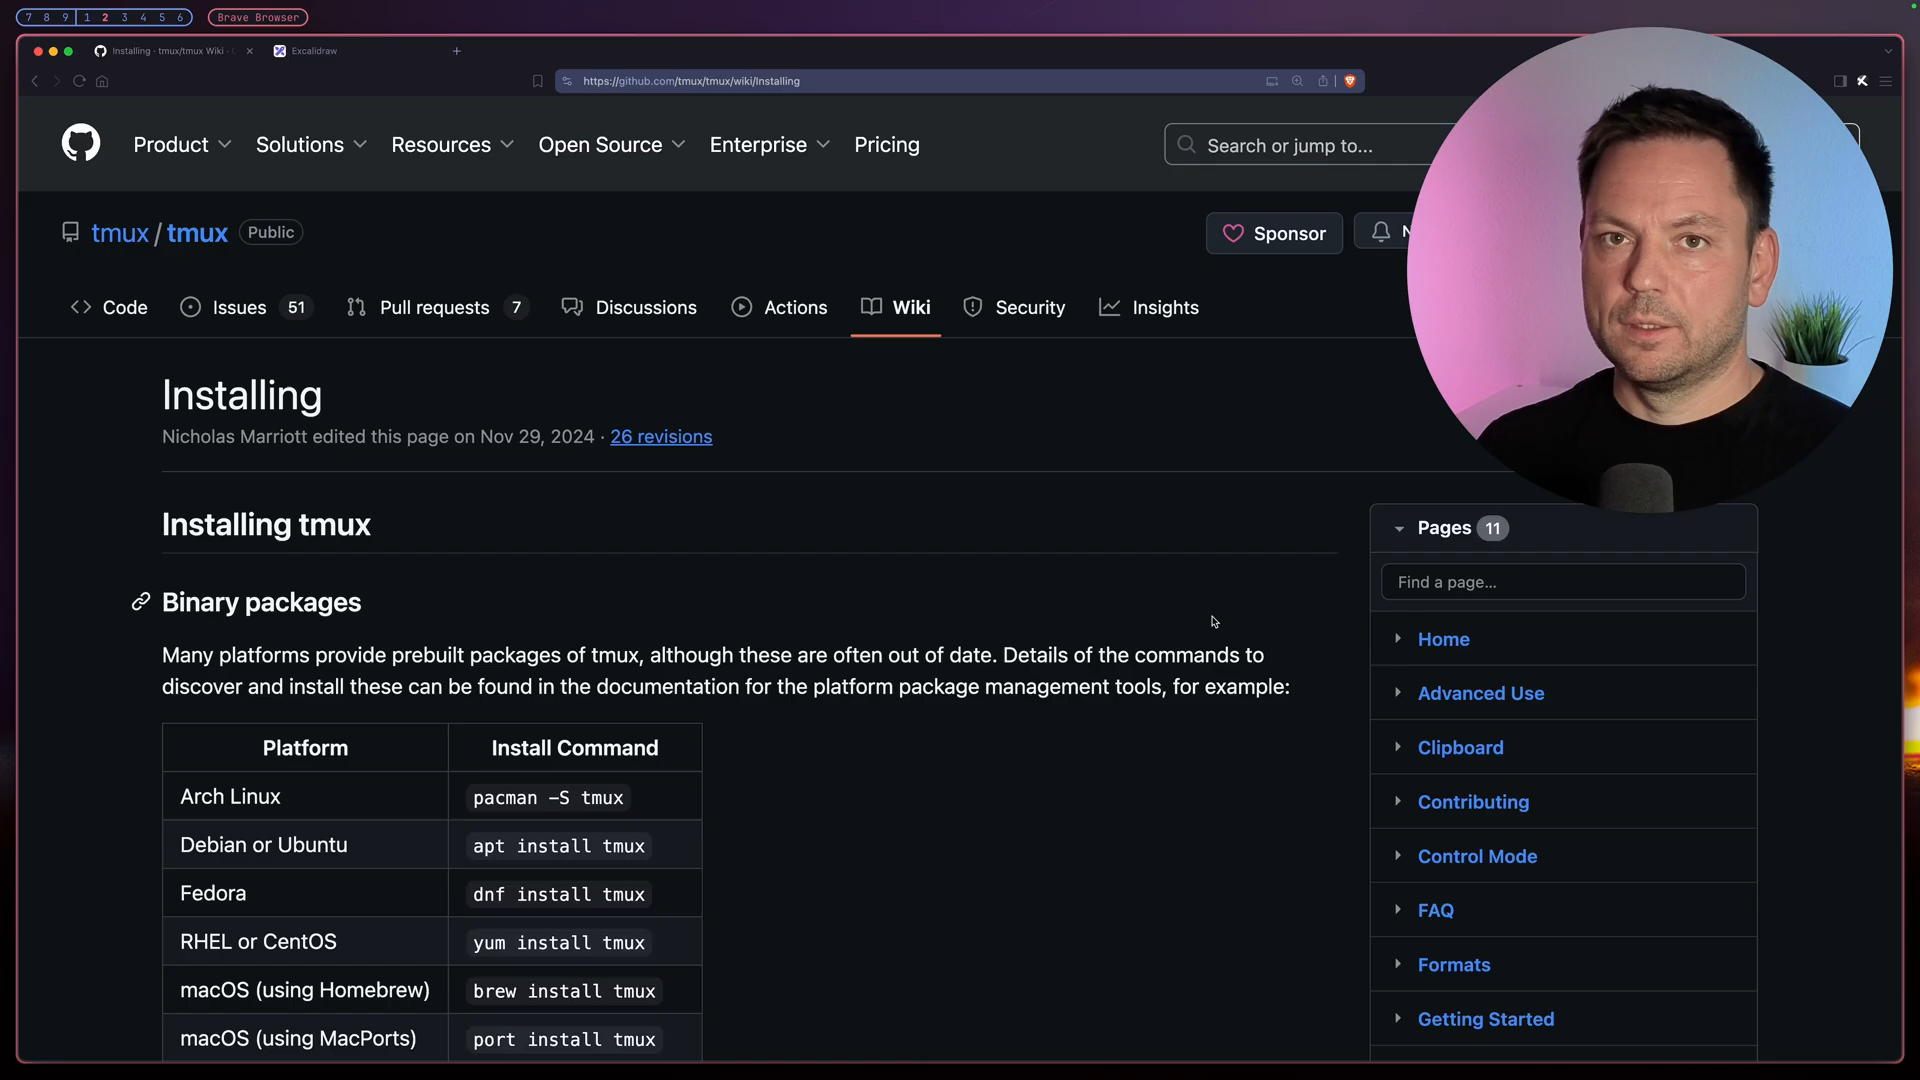 7 8 9 1 2 3 4 5 6 Brave Browser
Installing · tmux/tmux Wiki · Excalidraw
https://github.com/tmux/tmux/wiki/Installing
Product Solutions Resources Open Source Enterprise Pricing Search or jump to...
tmux / tmux Public Sponsor N
Code Issues 51 Pull requests 7 Discussions Actions Wiki Security Insights
Installing
Nicholas Marriott edited this page on Nov 29, 2024 · 26 revisions
Installing tmux
Binary packages
Many platforms provide prebuilt packages of tmux, although these are often out of date. Details of the commands to
discover and install these can be found in the documentation for the platform package management tools, for example:
Platform Install Command
Arch Linux pacman -S tmux
Debian or Ubuntu apt install tmux
Fedora dnf install tmux
RHEL or CentOS yum install tmux
macOS (using Homebrew) brew install tmux
macOS (using MacPorts) port install tmux
Pages 11
Find a page...
Home
Advanced Use
Clipboard
Contributing
Control Mode
FAQ
Formats
Getting Started